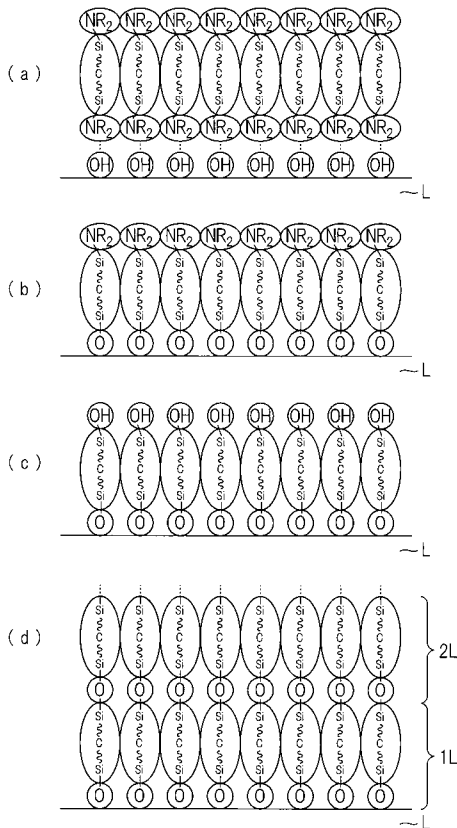 NR2 NR2 NR2 NR2 NR2 NR2 NR2 NR2
Si Si Si Si Si Si Si Si
(a) C C C C C C C C
Si Si Si Si Si Si Si Si
NR2 NR2 NR2 NR2 NR2 NR2 NR2 NR2
OH OH OH OH OH OH OH OH
~L
NR2 NR2 NR2 NR2 NR2 NR2 NR2 NR2
Si Si Si Si Si Si Si Si
(b) C C C C C C C C
Si Si Si Si Si Si Si Si
O O O O O O O O
~L
OH OH OH OH OH OH OH OH
Si Si Si Si Si Si Si Si
(c) C C C C C C C C
Si Si Si Si Si Si Si Si
O O O O O O O O
~L
Si Si Si Si Si Si Si Si
(d) C C C C C C C C
2L
Si Si Si Si Si Si Si Si
O O O O O O O O
Si Si Si Si Si Si Si Si
C C C C C C C C
1L
Si Si Si Si Si Si Si Si
O O O O O O O O
~L